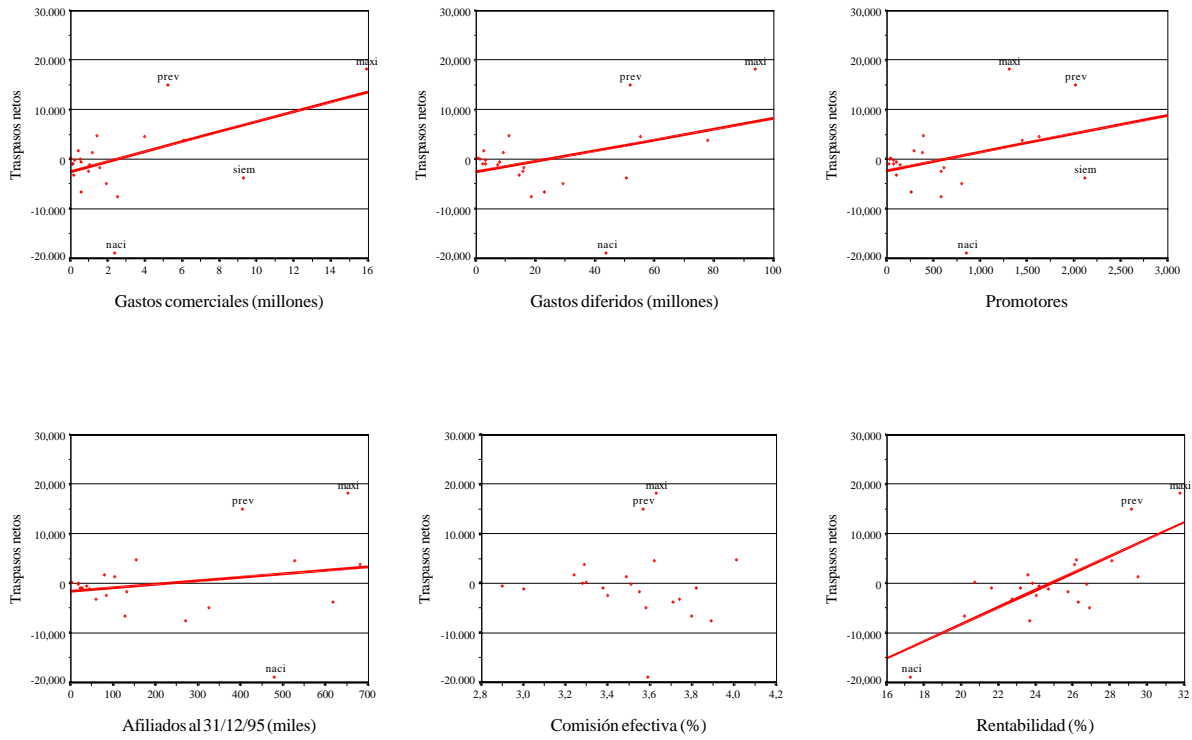 30.000
20.000
10.000
0
-10.000
-20.000
Traspasos netos
prev
maxi
siem
naci
0 2 4 6 8 10 12 14 16
Gastos comerciales (millones)
30.000
20.000
10.000
0
-10.000
-20.000
Traspasos netos
prev
maxi
naci
0 20 40 60 80 100
Gastos diferidos (millones)
30.000
20.000
10.000
0
-10.000
-20.000
Traspasos netos
maxi
prev
siem
naci
0 500 1,000 1,500 2,000 2,500 3,000
Promotores
30,000
20,000
10,000
0
-10,000
-20,000
Traspasos netos
maxi
prev
naci
0 100 200 300 400 500 600 700
Afiliados al 31/12/95 (miles)
30,000
20,000
10,000
0
-10,000
-20,000
Traspasos netos
maxi
prev
2,8 3,0 3,2 3,4 3,6 3,8 4,0 4,2
Comisión efectiva (%)
30,000
20,000
10,000
0
-10,000
-20,000
Traspasos netos
prev
maxi
naci
16 18 20 22 24 26 28 30 32
Rentabilidad (%)